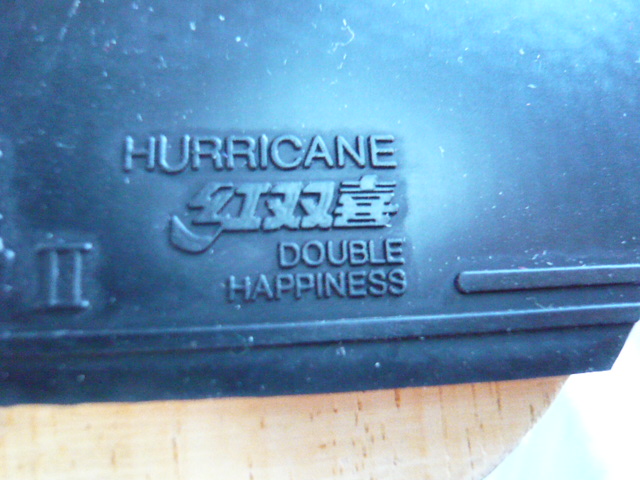 HURRICANE
红双喜
DOUBLE
HAPPINESS
II